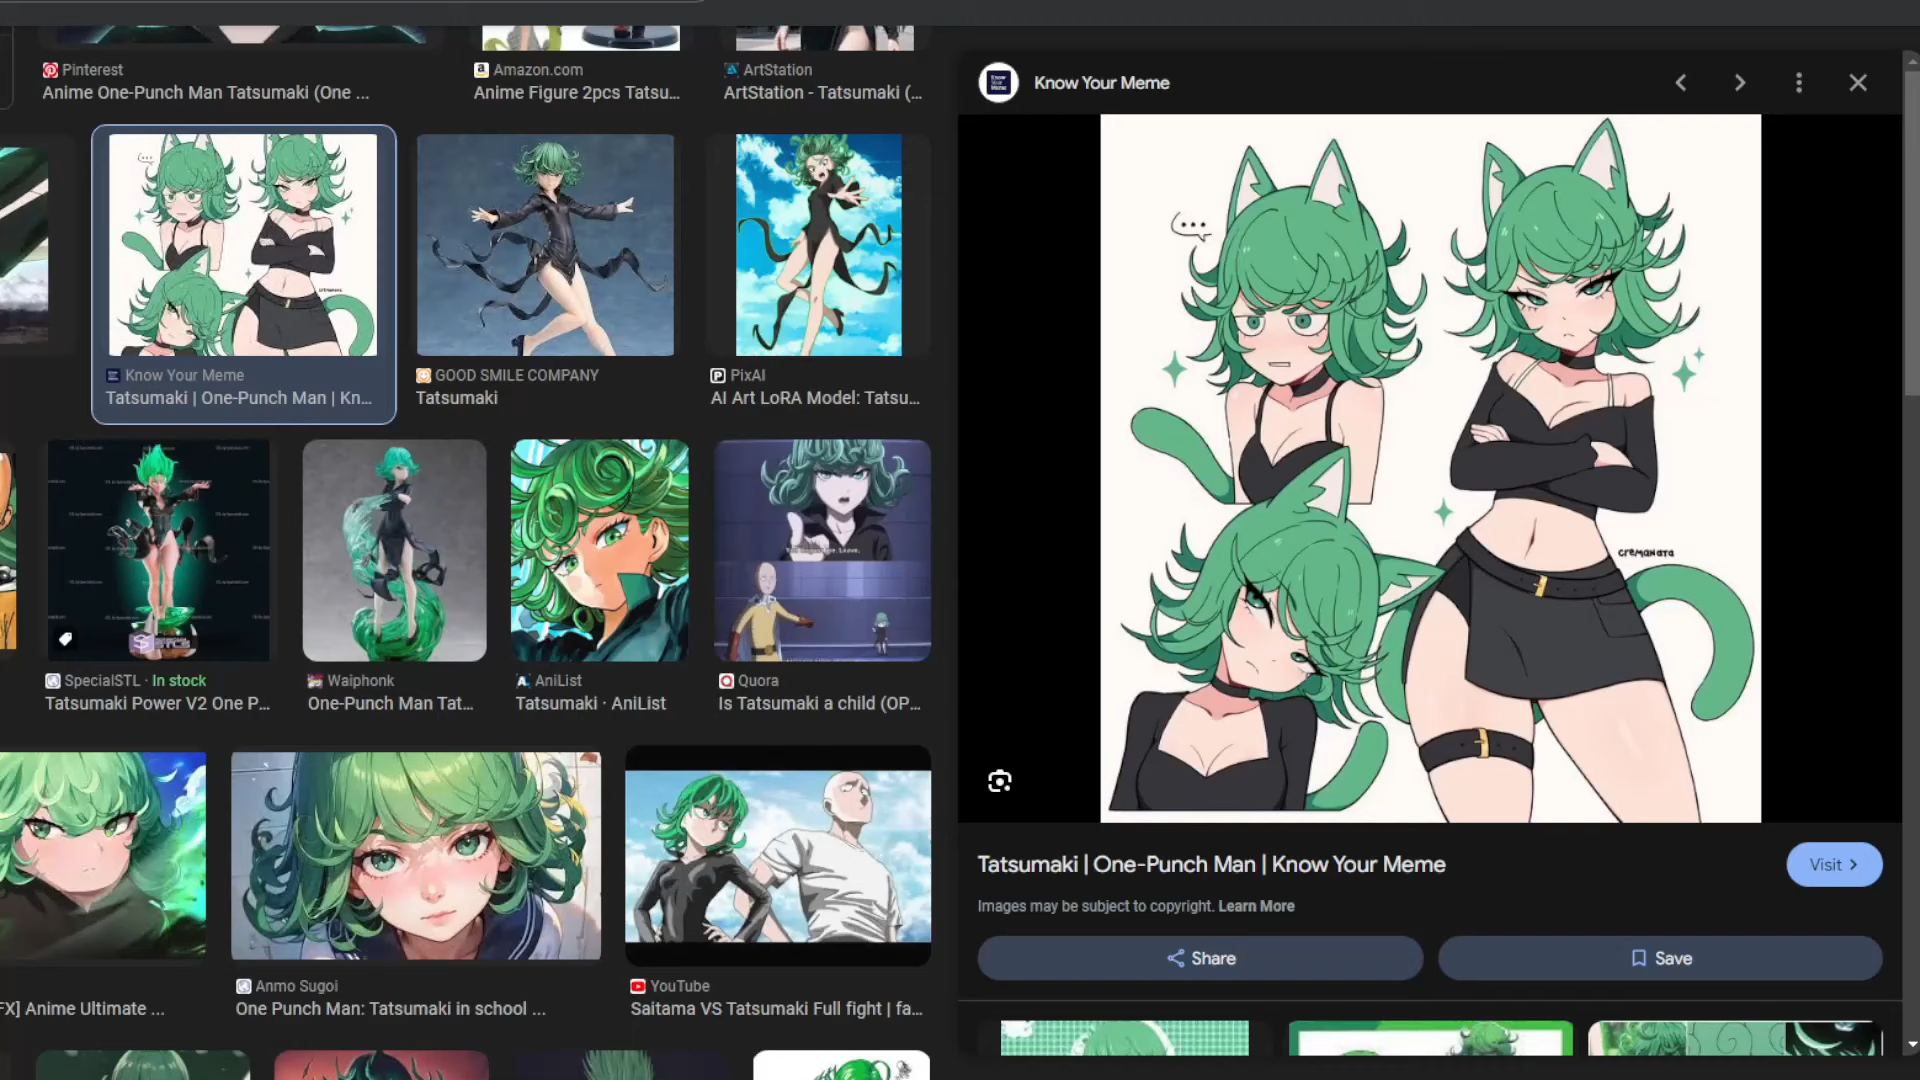 Pinterest
Anime One-Punch Man Tatsumaki (One ...
Amazon.com
Anime Figure 2pcs Tatsu...
ArtStation
ArtStation - Tatsumaki (...
Know Your Meme
Tatsumaki | One-Punch Man | Kn...
GOOD SMILE COMPANY
Tatsumaki
PixAI
AI Art LoRA Model: Tatsu...
SpecialSTL · In stock
Tatsumaki Power V2 One P...
Waiphonk
One-Punch Man Tat...
AniList
Tatsumaki · AniList
Quora
Is Tatsumaki a child (OP...
FX] Anime Ultimate ...
Anmo Sugoi
One Punch Man: Tatsumaki in school ...
YouTube
Saitama VS Tatsumaki Full fight | fa...
Know Your Meme
...
cremanata
Tatsumaki | One-Punch Man | Know Your Meme
Visit
Images may be subject to copyright. Learn More
Share
Save